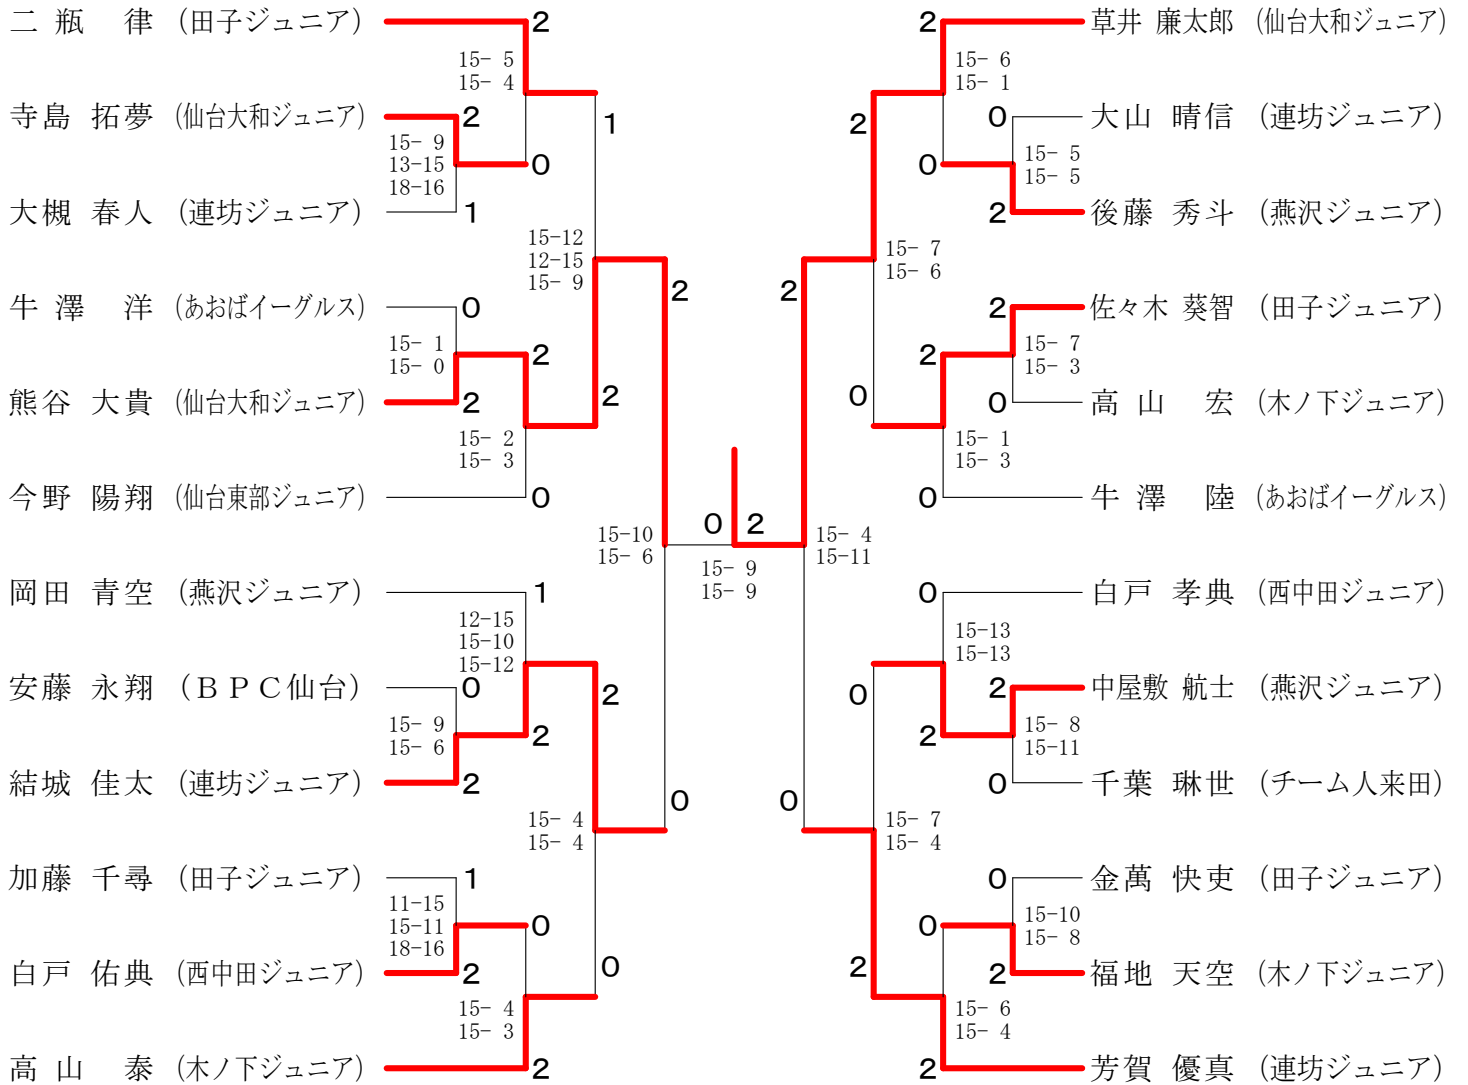 二 瓶　律 (田子ジュニア) 2
2 草井 廉太郎 (仙台大和ジュニア)
15- 5
15- 4
15- 6
15- 1
寺島 拓夢 (仙台大和ジュニア) 2
1
2
0 大山 晴信 (連坊ジュニア)
15- 9
13-15
18-16
0
0
15- 5
15- 5
大槻 春人 (連坊ジュニア) 1
2 後藤 秀斗 (燕沢ジュニア)
15-12
12-15
15- 9
15- 7
15- 6
2
2
牛 澤　洋 (あおばイーグルス) 0
2 佐々木 葵智 (田子ジュニア)
15- 1
15- 0
2
2
15- 7
15- 3
熊谷 大貴 (仙台大和ジュニア) 2
2
0
0 高 山　宏 (木ノ下ジュニア)
15- 2
15- 3
15- 1
15- 3
今野 陽翔 (仙台東部ジュニア) 0
0 牛 澤　陸 (あおばイーグルス)
15-10
15- 6
0 2
15- 9
15- 9
15- 4
15-11
岡田 青空 (燕沢ジュニア) 1
0 白戸 孝典 (西中田ジュニア)
12-15
15-10
15-12
15-13
15-13
安藤 永翔 (ＢＰＣ仙台) 0
2
0
2 中屋敷 航士 (燕沢ジュニア)
15- 9
15- 6
2
2
15- 8
15-11
結城 佳太 (連坊ジュニア) 2
0
0
0 千葉 琳世 (チーム人来田)
15- 4
15- 4
15- 7
15- 4
加藤 千尋 (田子ジュニア) 1
0 金萬 快吏 (田子ジュニア)
11-15
15-11
18-16
0
0
15-10
15- 8
白戸 佑典 (西中田ジュニア) 2
0
2
2 福地 天空 (木ノ下ジュニア)
15- 4
15- 3
15- 6
15- 4
高 山　泰 (木ノ下ジュニア) 2
2 芳賀 優真 (連坊ジュニア)